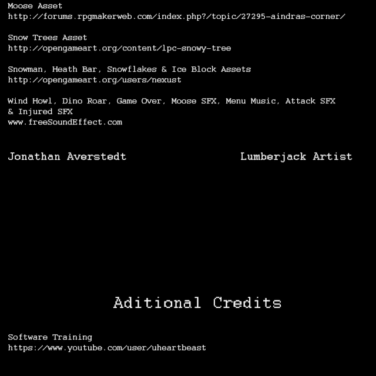 Moose Asset
http://forums.rpgmakerweb.com/index.php?/topic/27295-aindras-corner/
Snow Trees Asset
http://opengameart.org/content/lpc-snowy-tree
Snowman, Heath Bar, Snowflakes & Ice Block Assets
http://opengameart.org/users/nexust
Wind Howl, Dino Roar, Game Over, Moose SFX, Menu Music, Attack SFX
& Injured SFX
www.freeSoundEffect.com
Jonathan Averstedt Lumberjack Artist
Aditional Credits
Software Training
https://www.youtube.com/user/uheartbeast